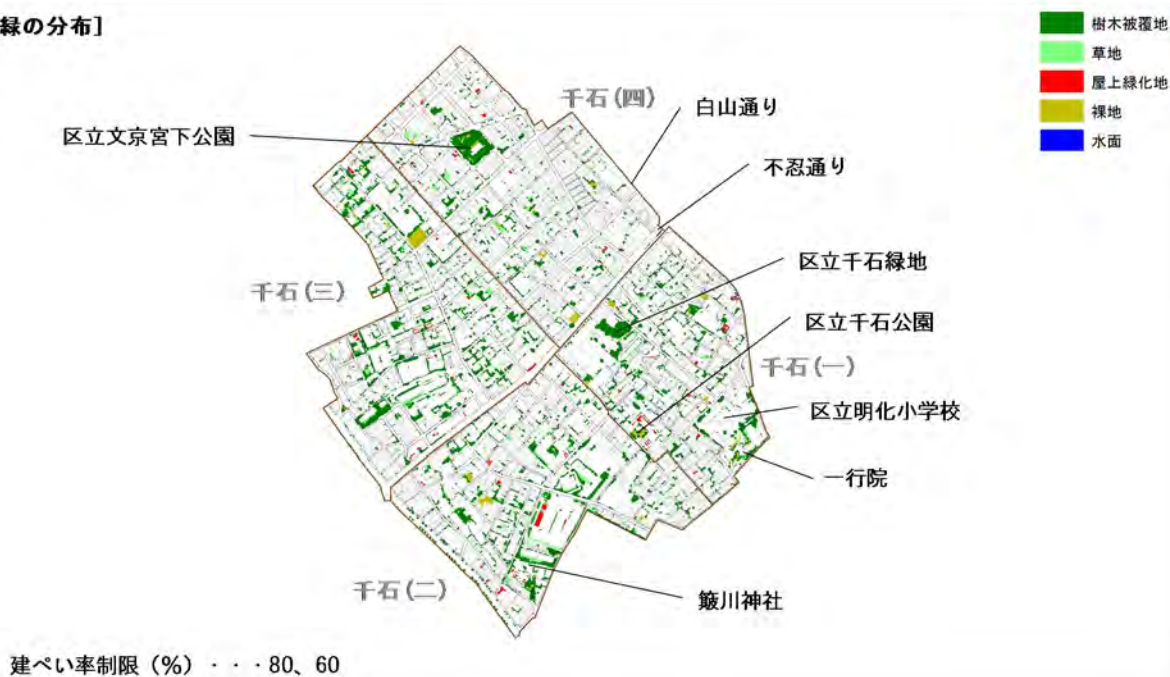 緑の分布]
樹木被覆地
草地
屋上緑化地
裸地
水面
千石(四)
白山通り
区立文京宮下公園
不忍通り
区立千石緑地
千石(三)
区立千石公園
千石(一)
区立明化小学校
一行院
千石(二)
簸川神社
建ぺい率制限(%)・・・80、60